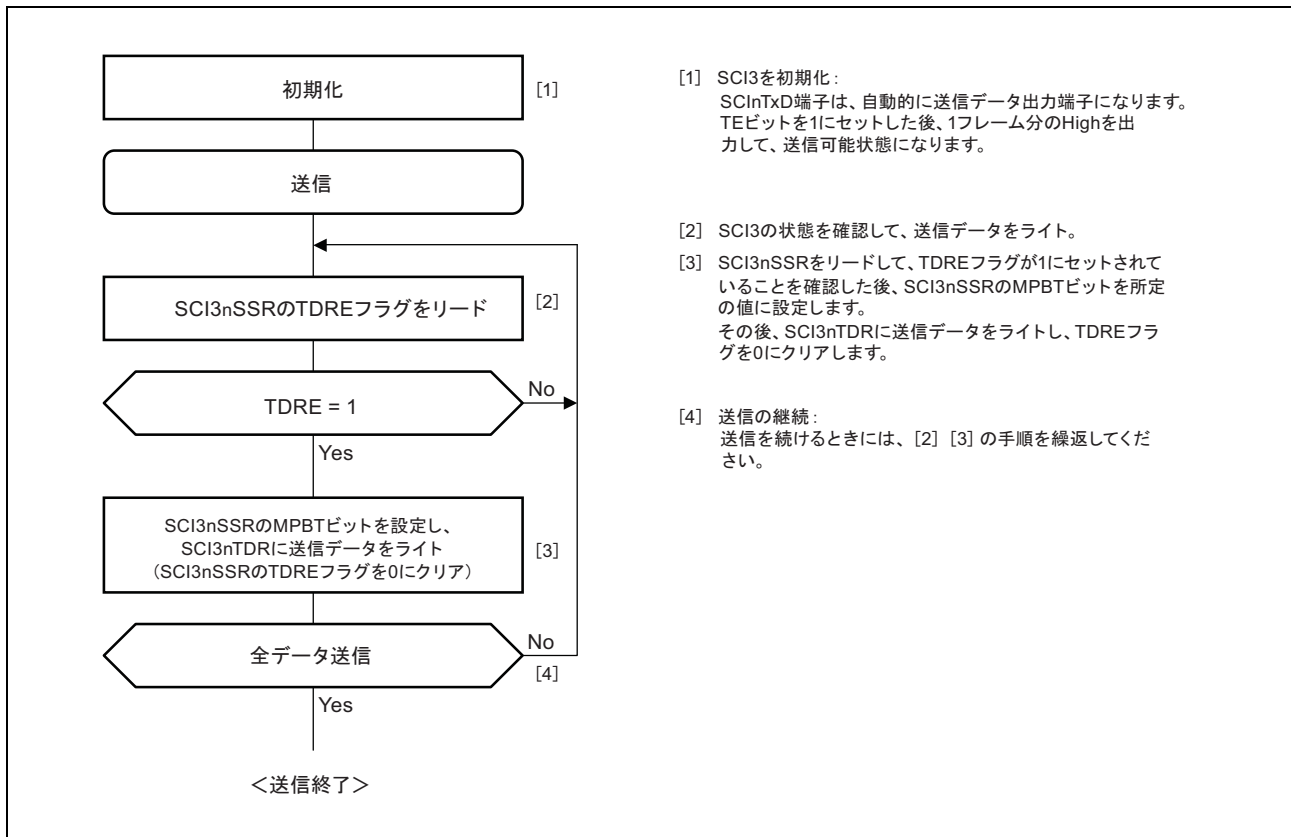 初期化
[1]
送信
SCI3nSSRのTDREフラグをリード
[2]
TDRE = 1
No
Yes
SCI3nSSRのMPBTビットを設定し、
SCI3nTDRに送信データをライト
（SCI3nSSRのTDREフラグを0にクリア）
[3]
全データ送信
No
[4]
Yes
＜送信終了＞
[1] SCI3を初期化：
SCInTxD端子は、自動的に送信データ出力端子になります。
TEビットを1にセットした後、1フレーム分のHighを出
力して、送信可能状態になります。
[2] SCI3の状態を確認して、送信データをライト。
[3] SCI3nSSRをリードして、TDREフラグが1にセットされて
いることを確認した後、SCI3nSSRのMPBTビットを所定
の値に設定します。
その後、SCI3nTDRに送信データをライトし、TDREフラ
グを0にクリアします。
[4] 送信の継続：
送信を続けるときには、[2] [3] の手順を繰返してくだ
さい。